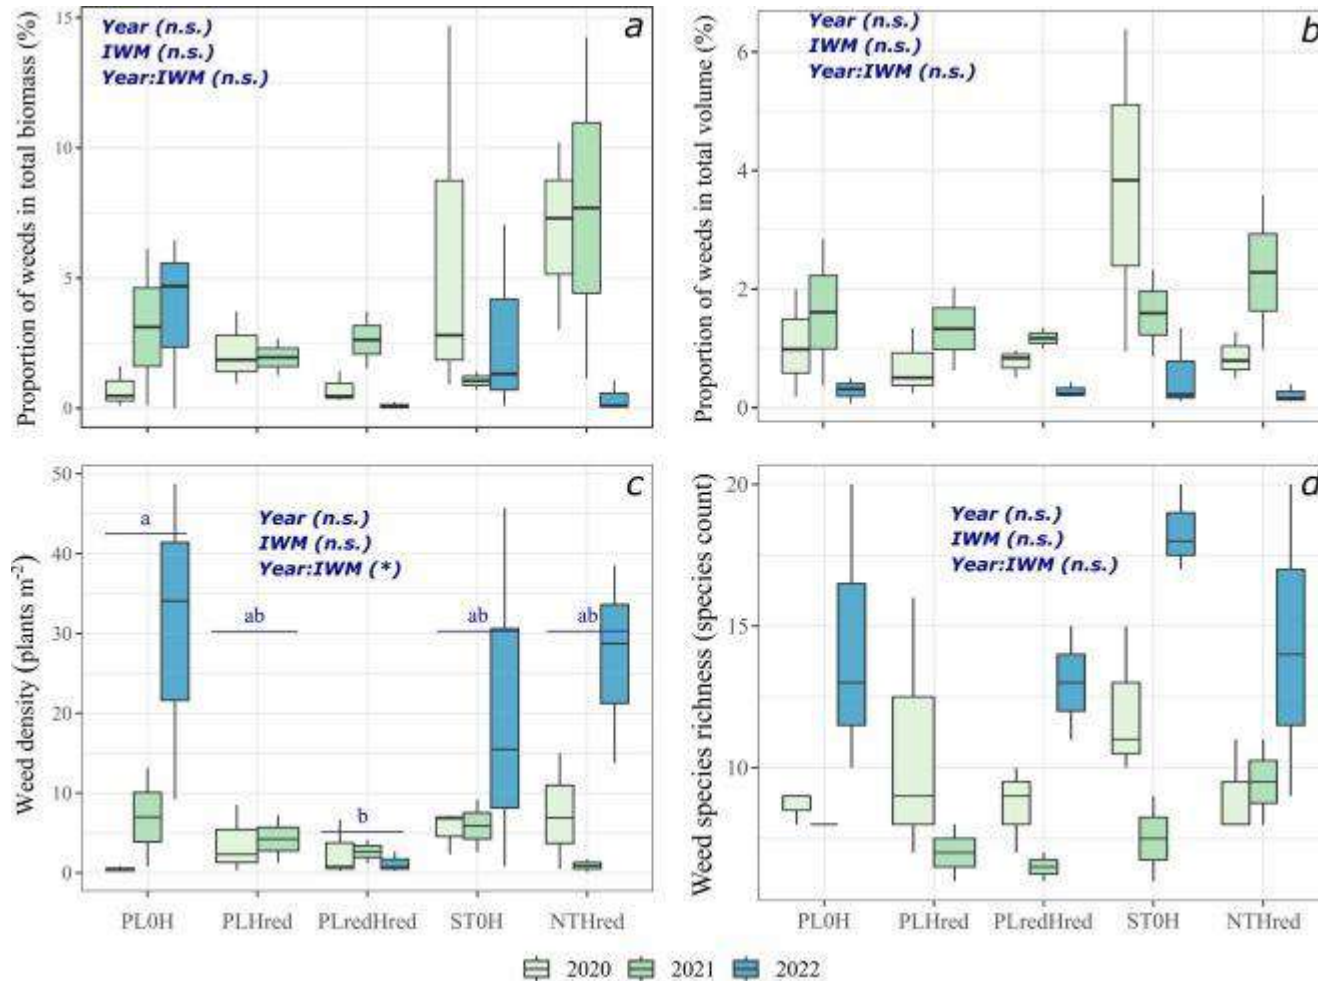 Proportion of weeds in total biomass (%)
15
10
5
0
Year (n.s.)
IWM (n.s.)
Year:IWM (n.s.)
a
Proportion of weeds in total volume (%)
6
4
2
0
Year (n.s.)
IWM (n.s.)
Year:IWM (n.s.)
b
Weed density (plants m⁻²)
50
40
30
20
10
0
a
ab
b
ab
ab
Year (n.s.)
IWM (n.s.)
Year:IWM (*)
c
PL0H PLHred PLredHred ST0H NTHred
Weed species richness (species count)
20
15
10
Year (n.s.)
IWM (n.s.)
Year:IWM (n.s.)
d
PL0H PLHred PLredHred ST0H NTHred
2020 2021 2022